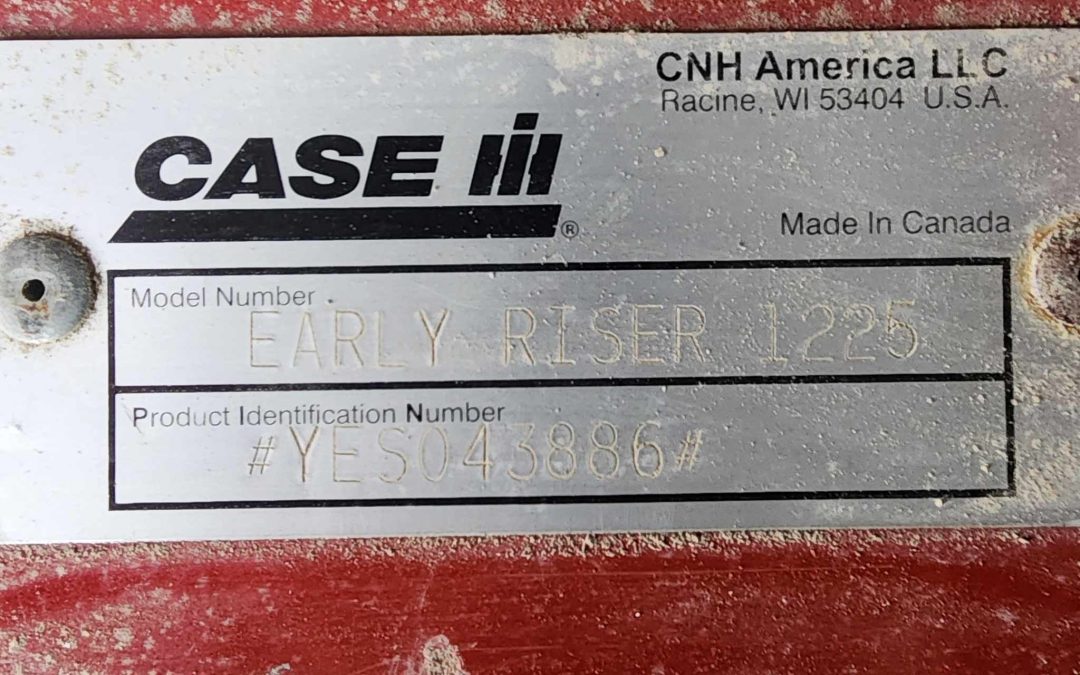 CNH America LLC
Racine, WI 53404 U.S.A.
CASE IH
®
Made In Canada
Model Number
EARLY RISER 1225
Product Identification Number
#YES043886#